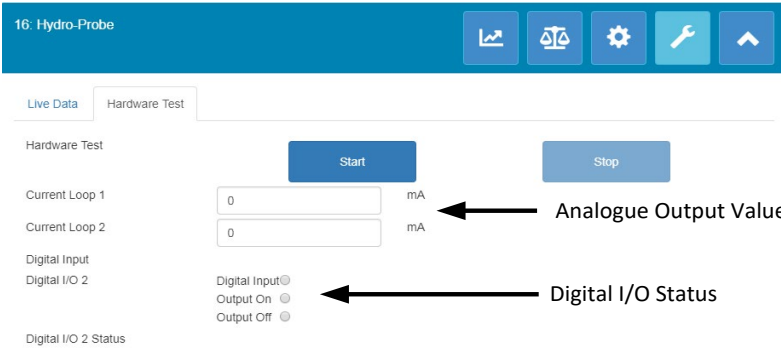 16: Hydro-Probe
Live Data Hardware Test
Hardware Test Start Stop
Current Loop 1 0 mA
Analogue Output Value
Current Loop 2 0 mA
Digital Input
Digital I/O 2 Digital Input
Output On
Digital I/O Status
Output Off
Digital I/O 2 Status